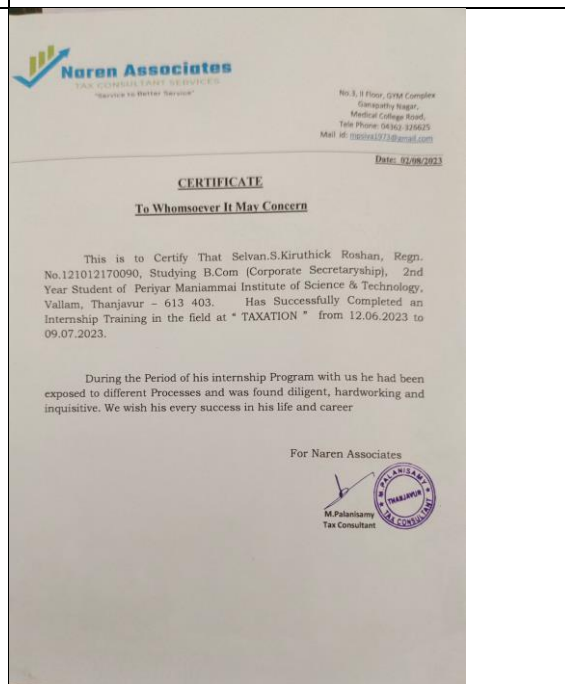 Naren Associates
TAX CONSULTANT SERVICES
"Service to Better Service"
No 3, II Floor, GYM Complex
Ganapathy Nagar,
Medical College Road,
Tele Phone: 04362-326625
Mail id: mpsiva1973@gmail.com
Date: 02/08/2023
CERTIFICATE
To Whomsoever It May Concern
This is to Certify That Selvan.S.Kiruthick Roshan, Regn.
No.121012170090, Studying B.Com (Corporate Secretaryship), 2nd
Year Student of Periyar Maniammai Institute of Science & Technology,
Vallam, Thanjavur – 613 403. Has Successfully Completed an
Internship Training in the field at “ TAXATION ” from 12.06.2023 to
09.07.2023.
During the Period of his internship Program with us he had been
exposed to different Processes and was found diligent, hardworking and
inquisitive. We wish his every success in his life and career
For Naren Associates
M.PALANISAMY
THANJAVUR
TAX CONSULTANT
M.Palanisamy
Tax Consultant